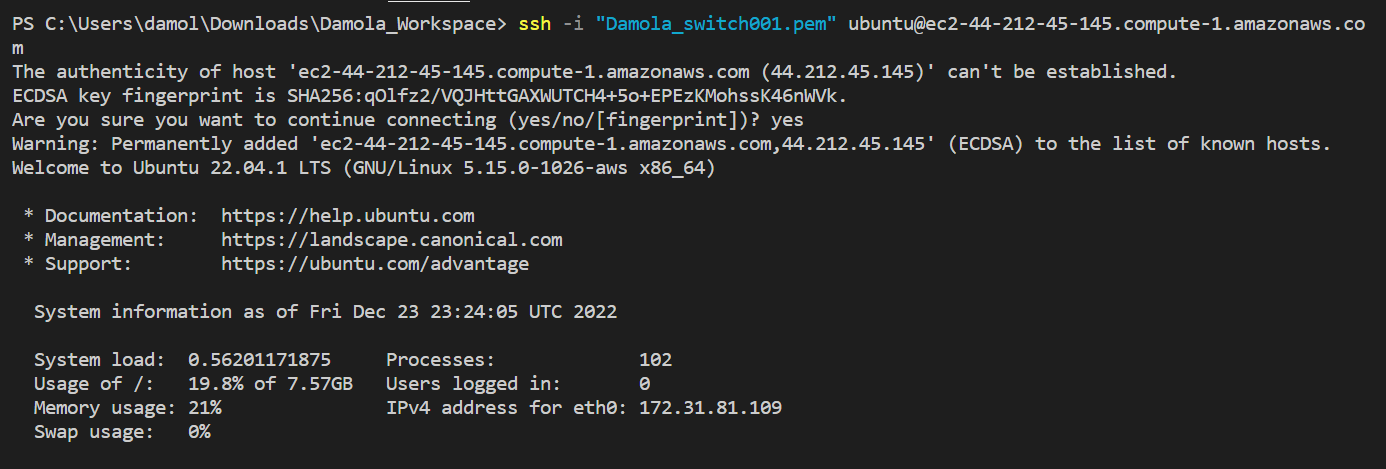 PS C:\Users\damol\Downloads\Damola_Workspace> ssh -i "Damola_switch001.pem" ubuntu@ec2-44-212-45-145.compute-1.amazonaws.co
m
The authenticity of host 'ec2-44-212-45-145.compute-1.amazonaws.com (44.212.45.145)' can't be established.
ECDSA key fingerprint is SHA256:qOlfz2/VQJHttGAXWUTCH4+5o+EPEzKMohssK46nWVk.
Are you sure you want to continue connecting (yes/no/[fingerprint])? yes
Warning: Permanently added 'ec2-44-212-45-145.compute-1.amazonaws.com,44.212.45.145' (ECDSA) to the list of known hosts.
Welcome to Ubuntu 22.04.1 LTS (GNU/Linux 5.15.0-1026-aws x86_64)

 * Documentation:  https://help.ubuntu.com
 * Management:     https://landscape.canonical.com
 * Support:        https://ubuntu.com/advantage

  System information as of Fri Dec 23 23:24:05 UTC 2022

  System load:  0.56201171875     Processes:             102
  Usage of /:   19.8% of 7.57GB   Users logged in:       0
  Memory usage: 21%               IPv4 address for eth0: 172.31.81.109
  Swap usage:   0%